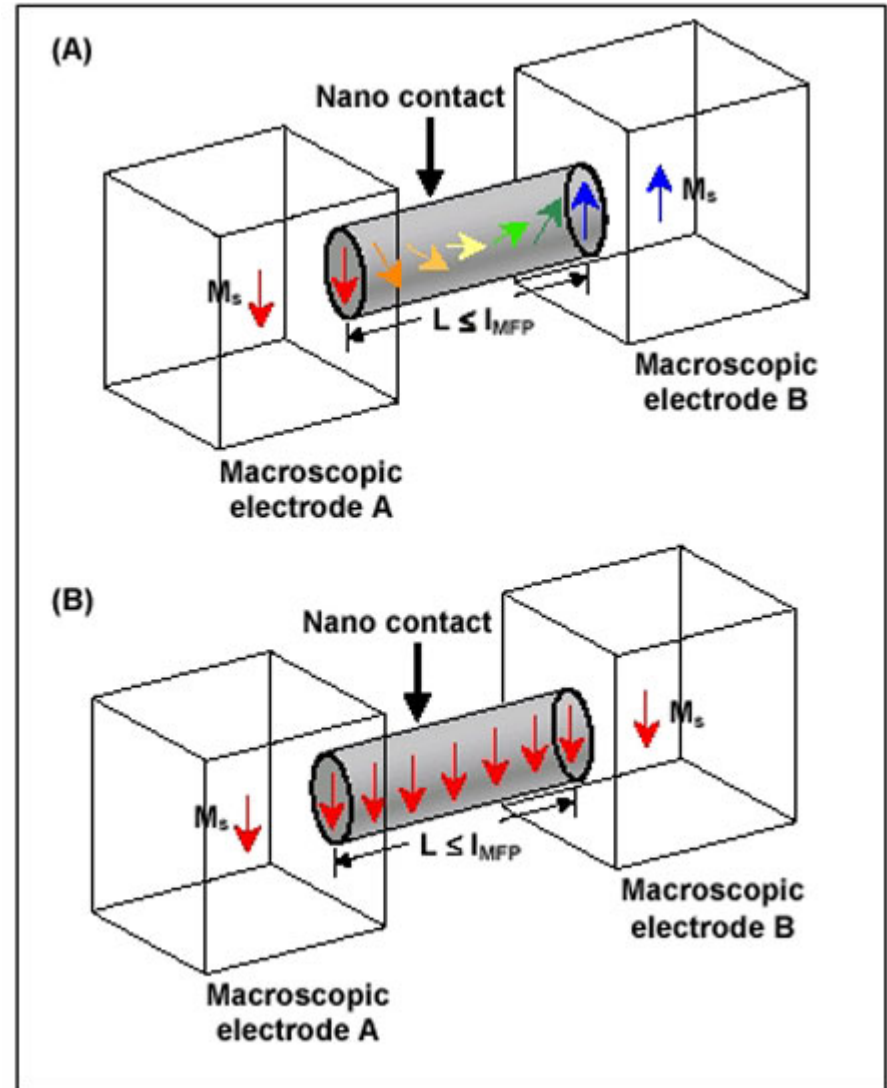 (A)
Nano contact
Mₛ
Mₛ
L ≤ lMFP
Macroscopic
electrode B
Macroscopic
electrode A
(B)
Nano contact
Mₛ
Mₛ
L ≤ lMFP
Macroscopic
electrode B
Macroscopic
electrode A